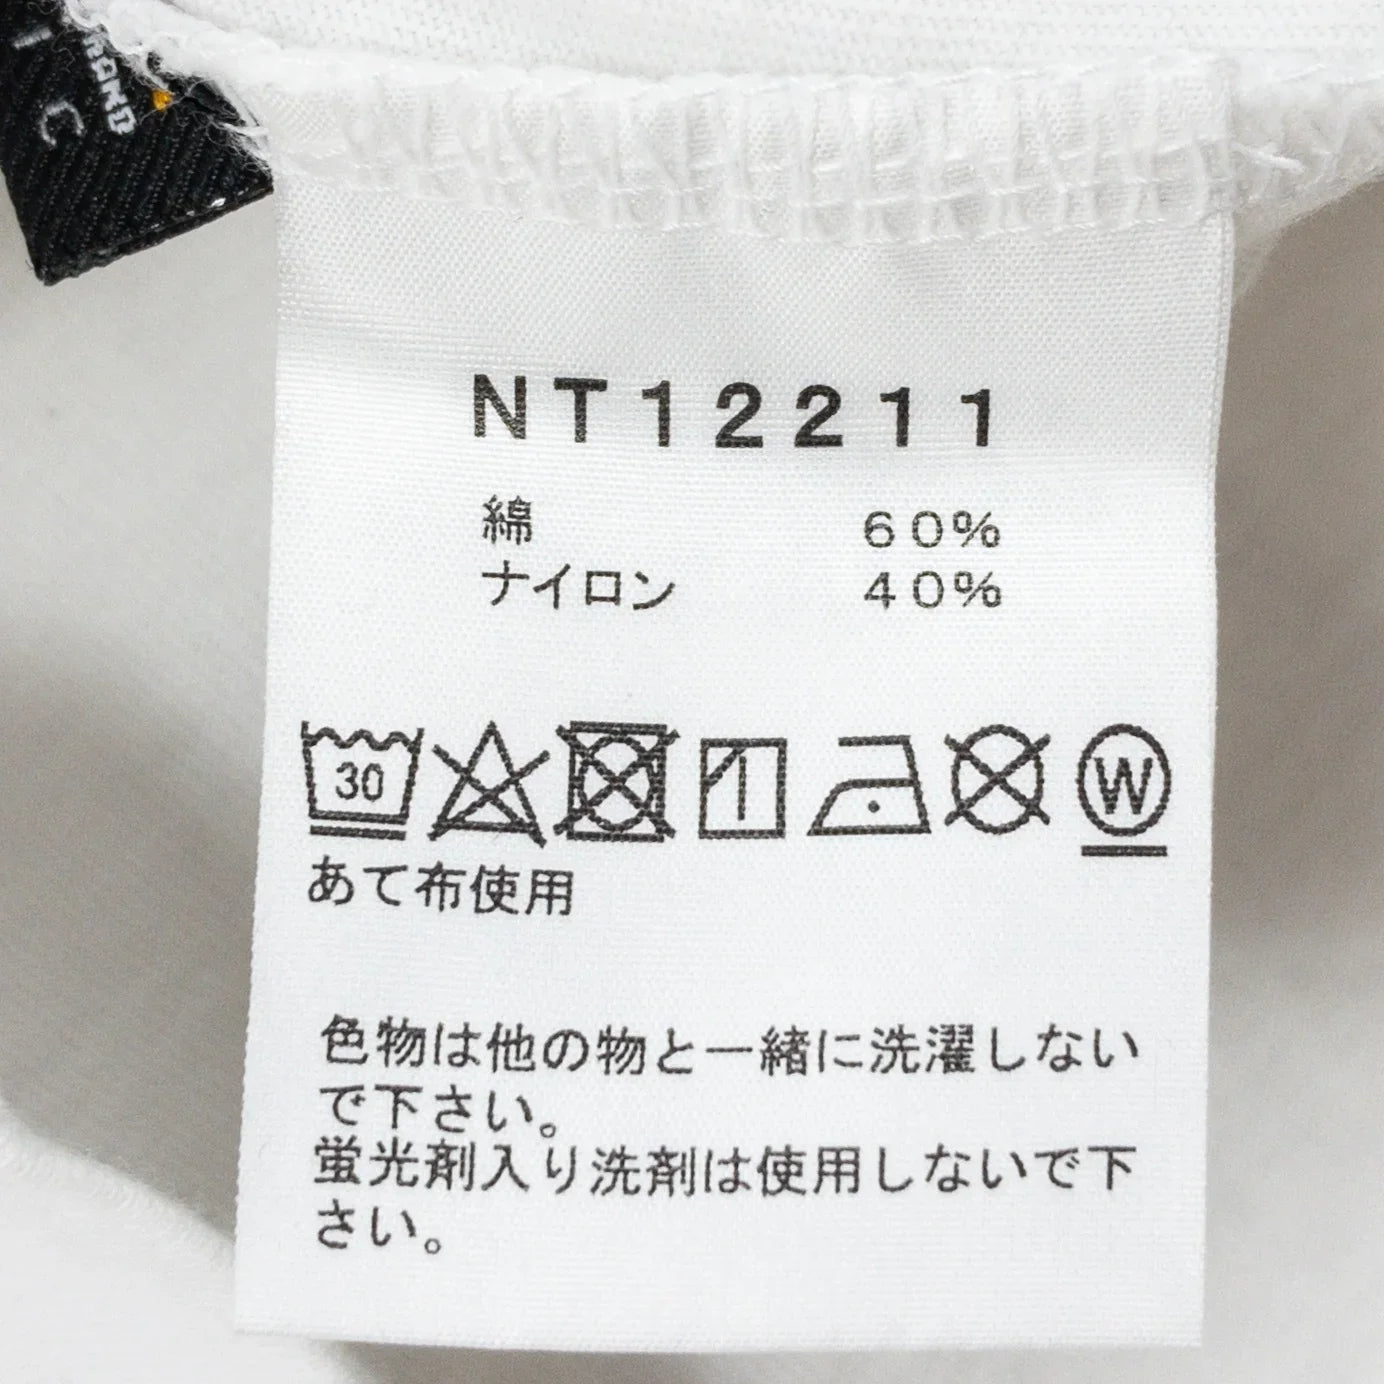 NT12211
綿 60%
ナイロン 40%
30
W
あて布使用
色物は他の物と一緒に洗濯しない
で下さい。
蛍光剤入り洗剤は使用しないで下
さい。